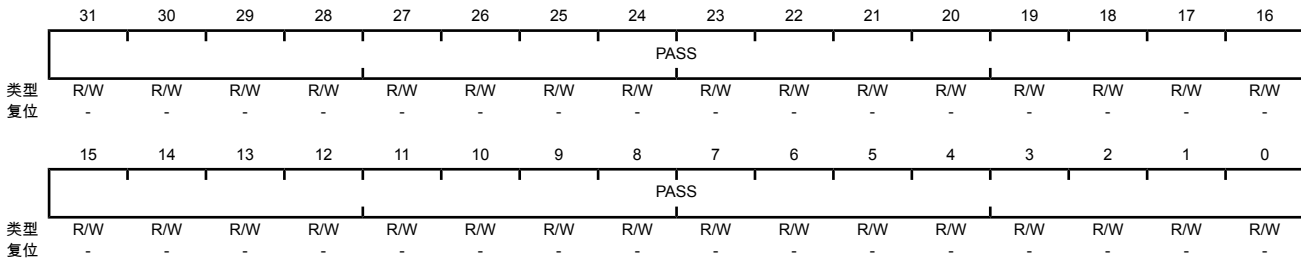 31 30 29 28 27 26 25 24 23 22 21 20 19 18 17 16
PASS
类型 R/W R/W R/W R/W R/W R/W R/W R/W R/W R/W R/W R/W R/W R/W R/W R/W
复位 - - - - - - - - - - - - - - - -
15 14 13 12 11 10 9 8 7 6 5 4 3 2 1 0
PASS
类型 R/W R/W R/W R/W R/W R/W R/W R/W R/W R/W R/W R/W R/W R/W R/W R/W
复位 - - - - - - - - - - - - - - - -